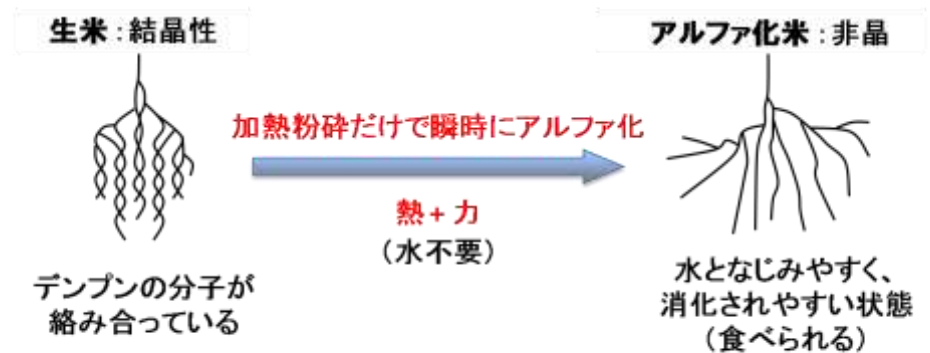 生米:結晶性
アルファ化米:非晶
加熱粉砕だけで瞬時にアルファ化
熱+力
(水不要)
デンプンの分子が
絡み合っている
水となじみやすく、
消化されやすい状態
(食べられる)